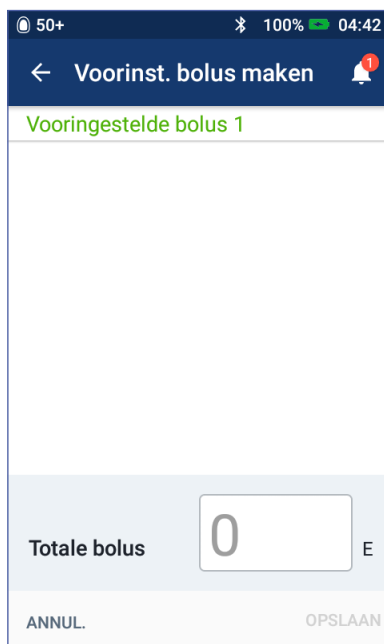 50+ 100% 04:42
Voorinst. bolus maken 1
Vooringestelde bolus 1
Totale bolus 0 E
ANNUL. OPSLAAN